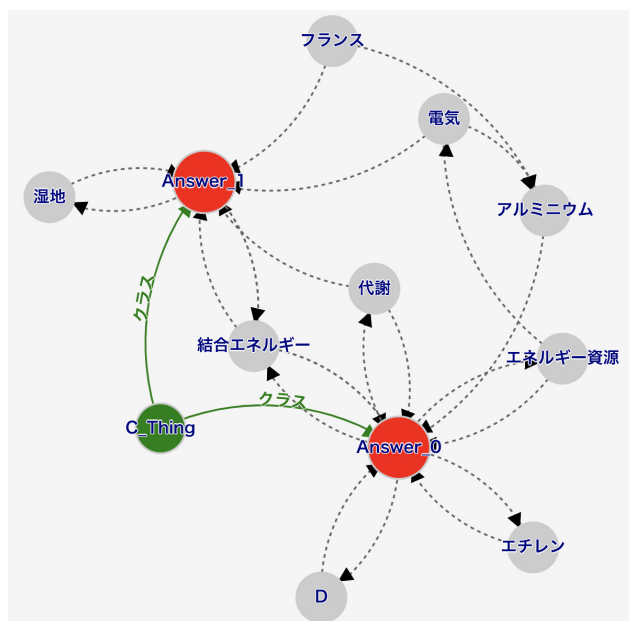 フランス
電気
Answer_1
湿地
アルミニウム
クラス
代謝
結合エネルギー
エネルギー資源
クラス
C_Thing
Answer_0
エチレン
D